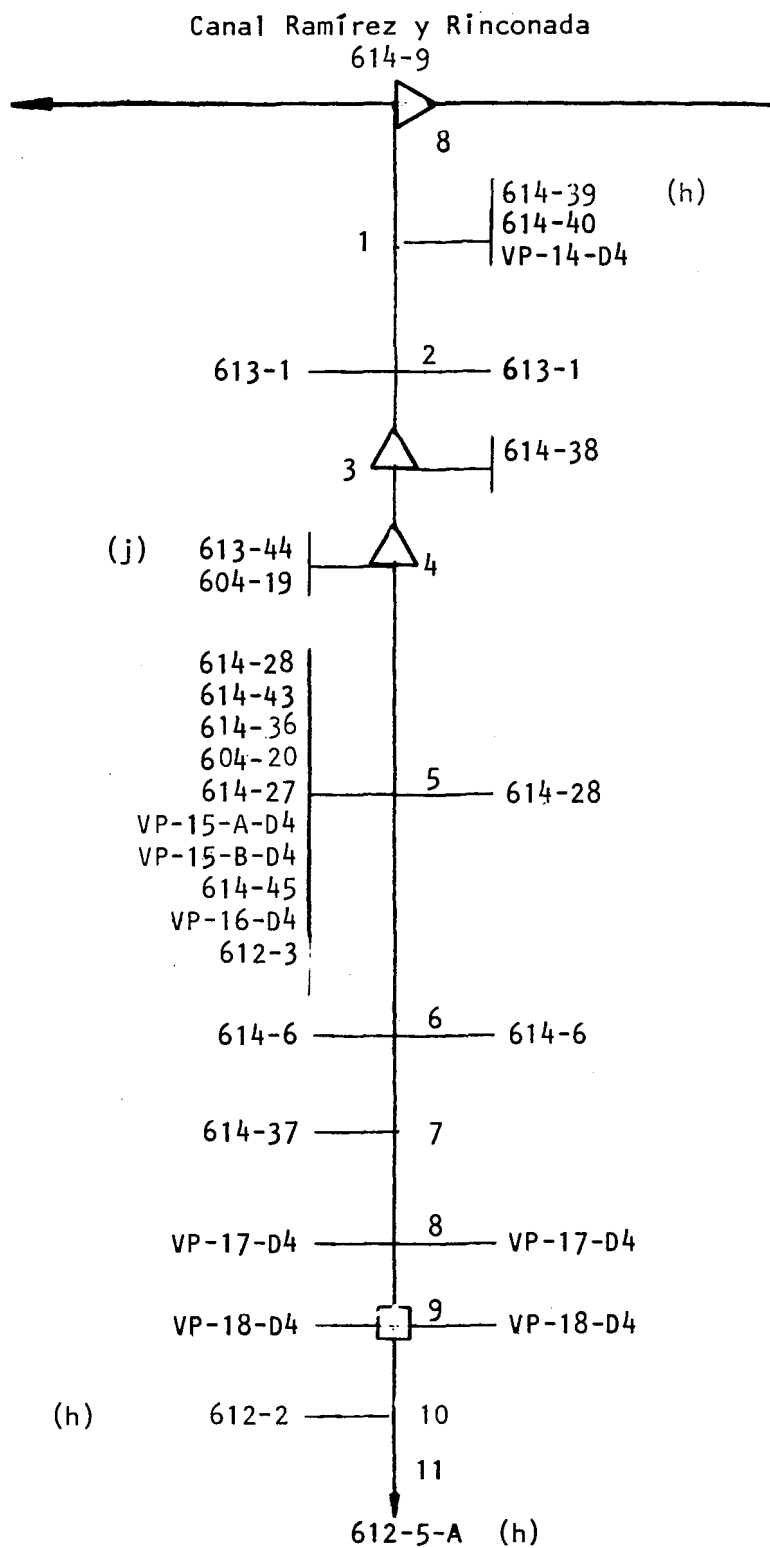 Canal Ramírez y Rinconada
614-9
8
614-39 (h)
614-40
1
VP-14-D4
613-1 2 613-1
614-38
3
(j) 613-44
4
604-19
614-28
614-43
614-36
604-20
614-27 5 614-28
VP-15-A-D4
VP-15-B-D4
614-45
VP-16-D4
612-3
614-6 6 614-6
614-37 7
VP-17-D4 8 VP-17-D4
VP-18-D4 9 VP-18-D4
(h) 612-2 10
11
612-5-A (h)